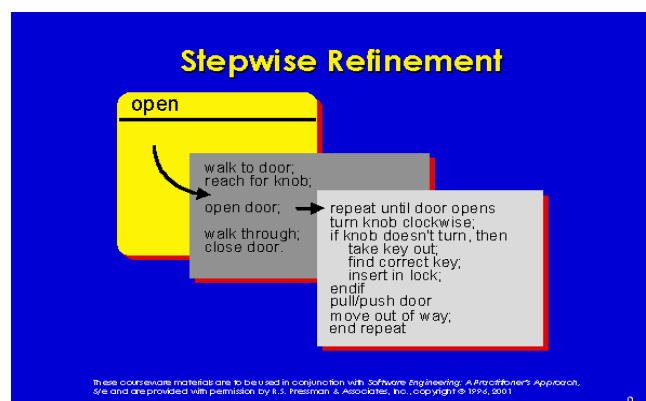 Stepwise Refinement
open
walk to door;
reach for knob;
open door;
walk through;
close door.
repeat until door opens
turn knob clockwise;
if knob doesn't turn, then
take key out;
find correct key;
insert in lock;
endif
pull/push door
move out of way;
end repeat
These courseware materials are to be used in conjunction with Software Engineering: A Practitioner's Approach,
5/e and are provided with permission by R.S. Pressman & Associates, Inc., copyright © 1996, 2001